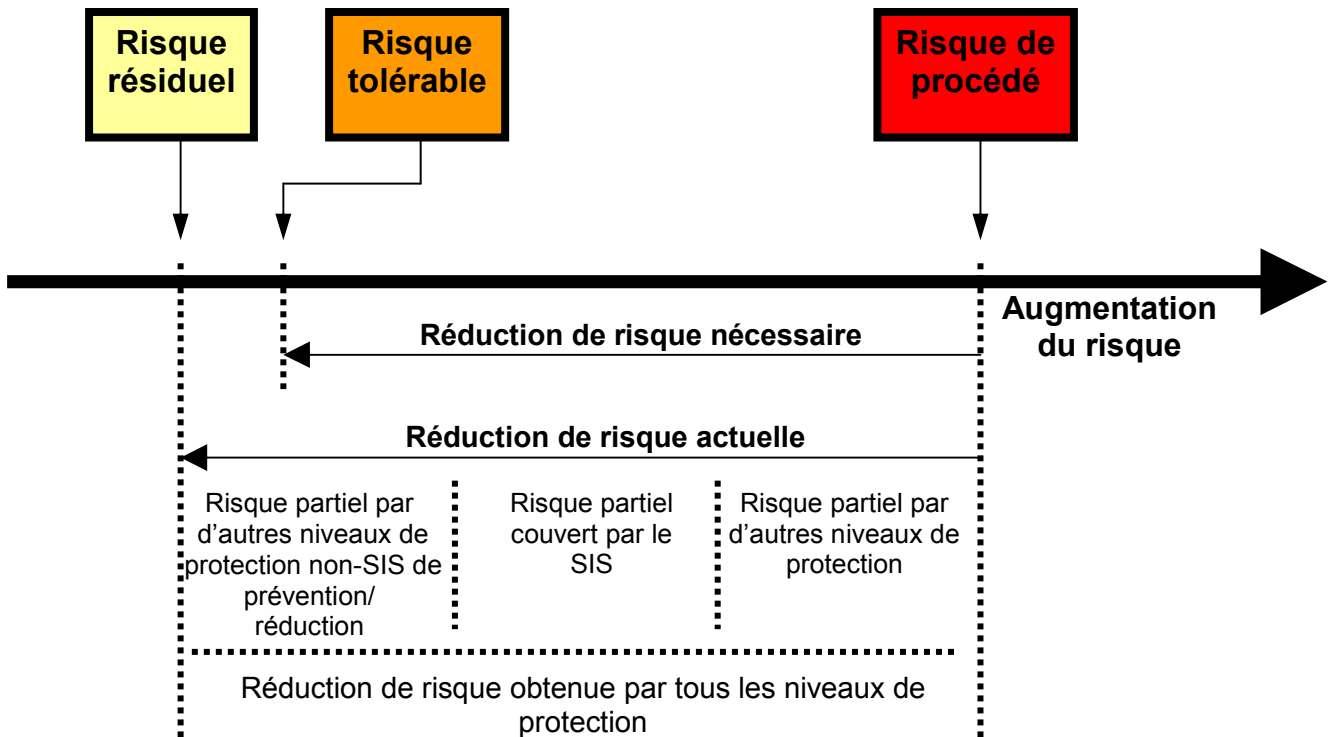 Risque
résiduel
Risque
tolérable
Risque de
procédé
Augmentation
du risque
Réduction de risque nécessaire
Réduction de risque actuelle
Risque partiel par
d’autres niveaux de
protection non-SIS de
prévention/
réduction
Risque partiel
couvert par le
SIS
Risque partiel par
d’autres niveaux de
protection
Réduction de risque obtenue par tous les niveaux de
protection